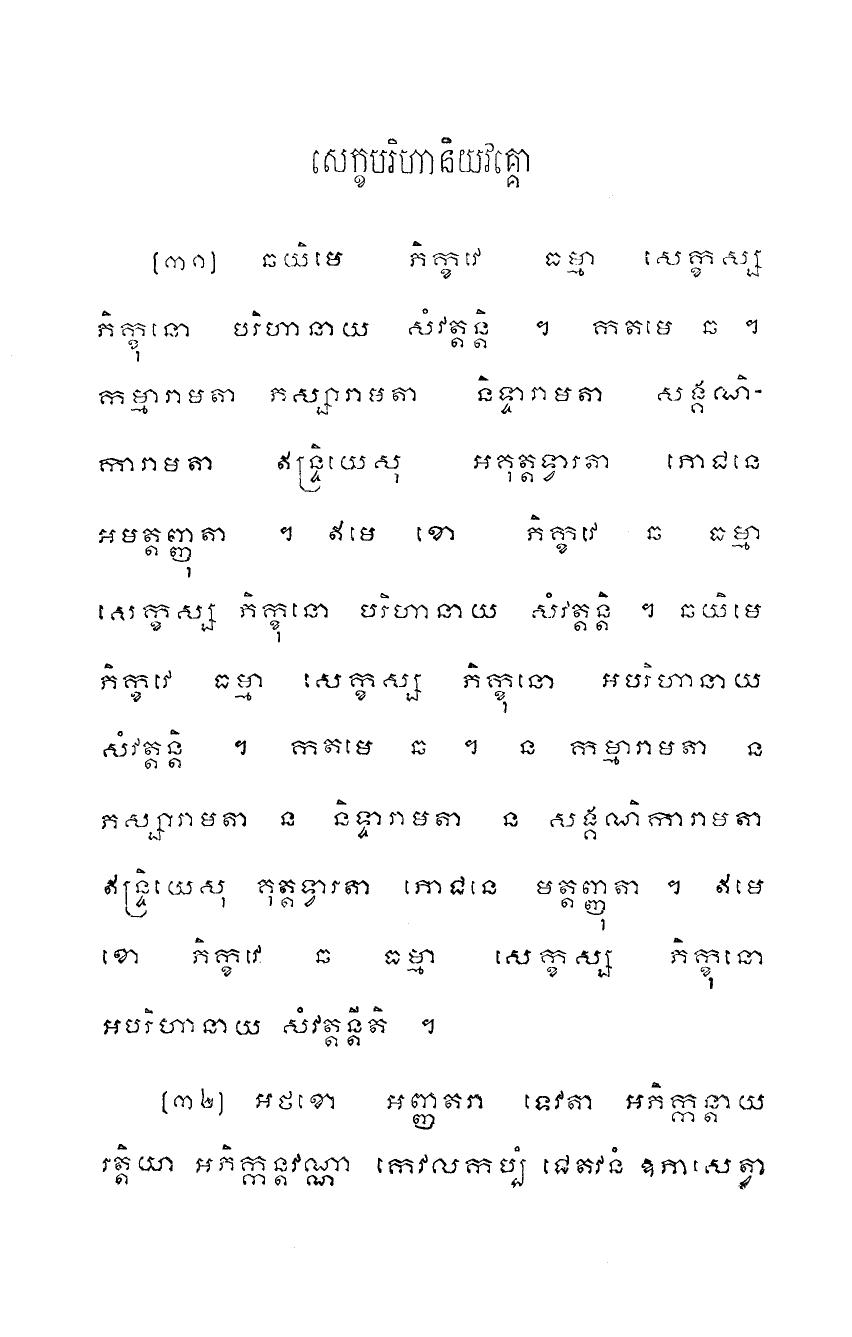 សេក្ខបរិហានិយវគ្គោ
[៣១] ឆយិមេ ភិក្ខវេ ធម្មា សេក្ខស្ស
ភិក្ខុនោ បរិហានាយ សំវត្តន្តិ ។ កតមេ ឆ ។
កម្មារាមតា ភស្សារាមតា និទ្ទារាមតា សង្គណិ-
ការាមតា ឥន្ទ្រិយេសុ អគុត្តទ្វារតា ភោជនេ
អមត្តញ្ញុតា ។ ឥមេ ខោ ភិក្ខវេ ឆ ធម្មា
សេក្ខស្ស ភិក្ខុនោ បរិហានាយ សំវត្តន្តិ ។ ឆយិមេ
ភិក្ខវេ ធម្មា សេក្ខស្ស ភិក្ខុនោ អបរិហានាយ
សំវត្តន្តិ ។ កតមេ ឆ ។ ន កម្មារាមតា ន
ភស្សារាមតា ន និទ្ទារាមតា ន សង្គណិការាមតា
ឥន្ទ្រិយេសុ គុត្តទ្វារតា ភោជនេ មត្តញ្ញុតា ។ ឥមេ
ខោ ភិក្ខវេ ឆ ធម្មា សេក្ខស្ស ភិក្ខុនោ
អបរិហានាយ សំវត្តន្តីតិ ។
[៣២] អថខោ អញ្ញតរា ទេវតា អភិក្កន្តាយ
រត្តិយា អភិក្កន្តវណ្ណា កេវលកប្បំ ជេតវនំ ឱភាសេត្វា